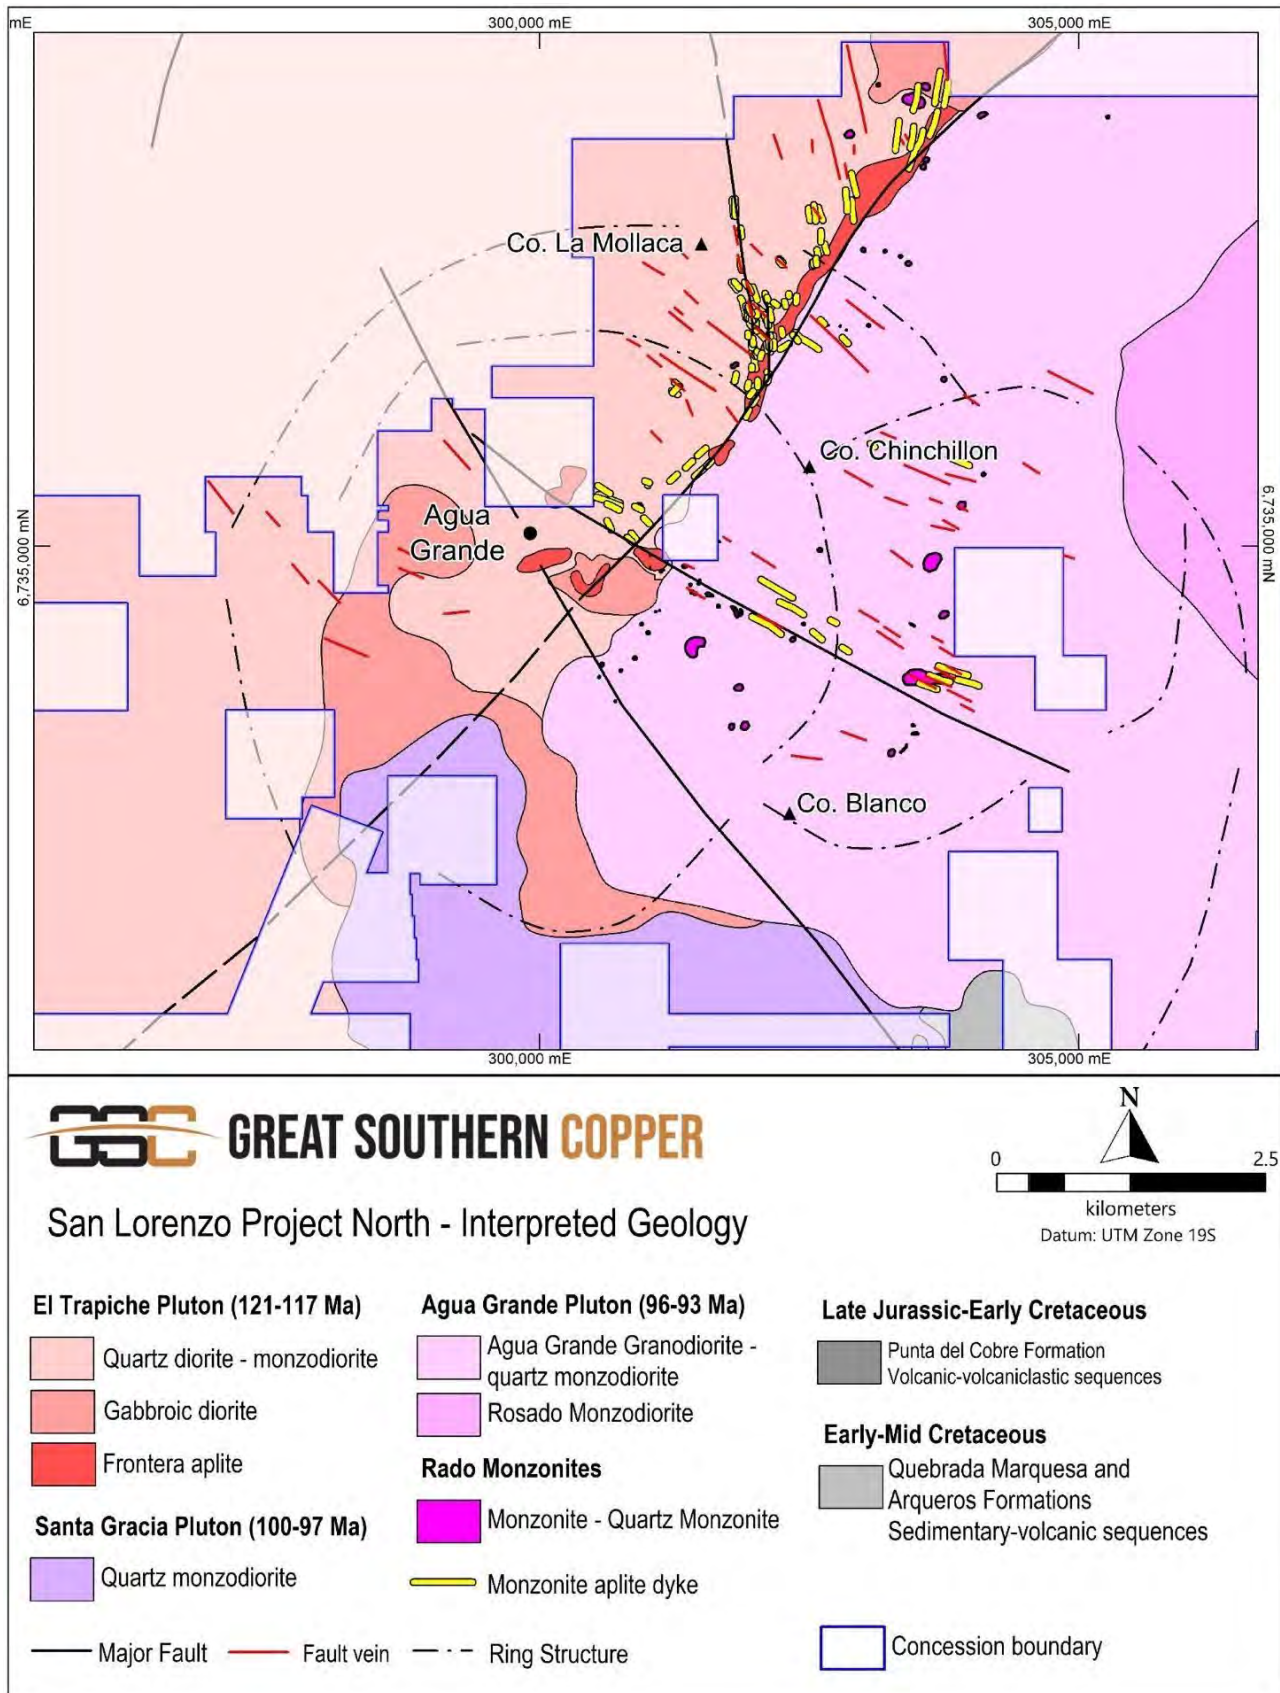 mE
300,000 mE
305,000 mE
Co. La Mollaca
Co. Chinchillon
Agua
Grande
6,735,000 mN
6,735,000 mN
Co. Blanco
300,000 mE
305,000 mE
GSC GREAT SOUTHERN COPPER
N
0 2.5
kilometers
Datum: UTM Zone 19S
San Lorenzo Project North - Interpreted Geology
El Trapiche Pluton (121-117 Ma)
Quartz diorite - monzodiorite
Gabbroic diorite
Frontera aplite
Santa Gracia Pluton (100-97 Ma)
Quartz monzodiorite
Agua Grande Pluton (96-93 Ma)
Agua Grande Granodiorite -
quartz monzodiorite
Rosado Monzodiorite
Rado Monzonites
Monzonite - Quartz Monzonite
Monzonite aplite dyke
Late Jurassic-Early Cretaceous
Punta del Cobre Formation
Volcanic-volcaniclastic sequences
Early-Mid Cretaceous
Quebrada Marquesa and
Arqueros Formations
Sedimentary-volcanic sequences
Major Fault
Fault vein
Ring Structure
Concession boundary